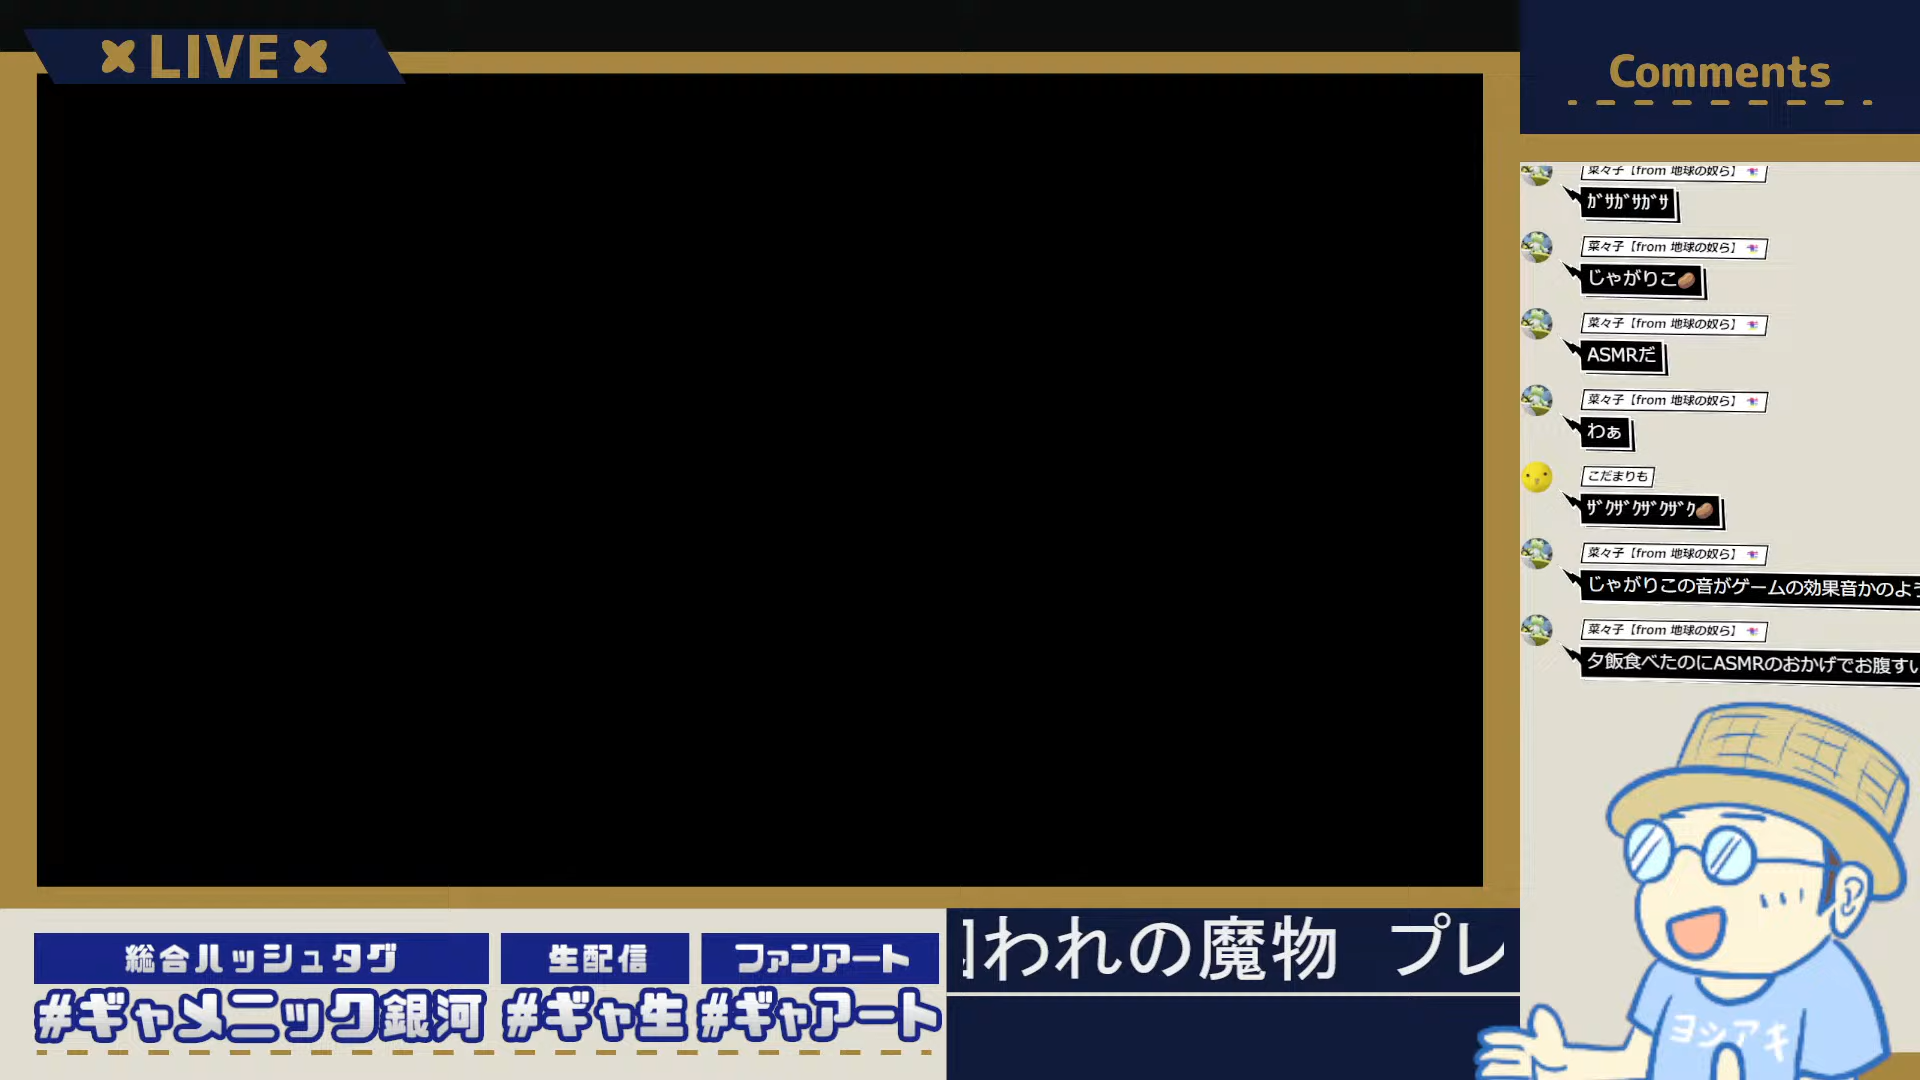 LIVE
Comments
菜々子【from 地球の奴ら】
ｶﾞｻｶﾞｻｶﾞｻ
菜々子【from 地球の奴ら】
じゃがりこ🥔
菜々子【from 地球の奴ら】
ASMRだ
菜々子【from 地球の奴ら】
わぁ
こだまりも
ｻﾞｸｻﾞｸｻﾞｸｻﾞｸ🥔
菜々子【from 地球の奴ら】
じゃがりこの音がゲームの効果音かのよう
菜々子【from 地球の奴ら】
夕飯食べたのにASMRのおかげでお腹すい
総合ハッシュタグ
#ギャメニック銀河
生配信
#ギャ生
ファンアート
#ギャアート
われの魔物 プレ
ヨシアキ